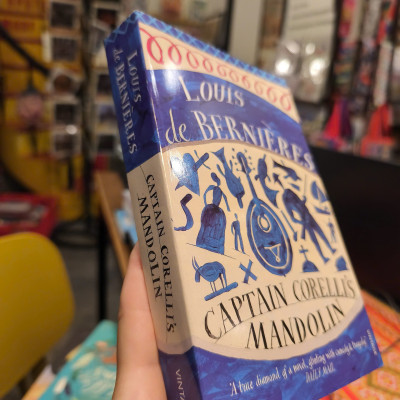 LOUIS
de BERNIÈRES
CAPTAIN CORELLI'S
MANDOLIN
LOUIS
de BERNIÈRES
CAPTAIN CORELLI'S
MANDOLIN
'A true diamond of a novel, glinting with comedy & tragedy'
DAILY MAIL
VINTA